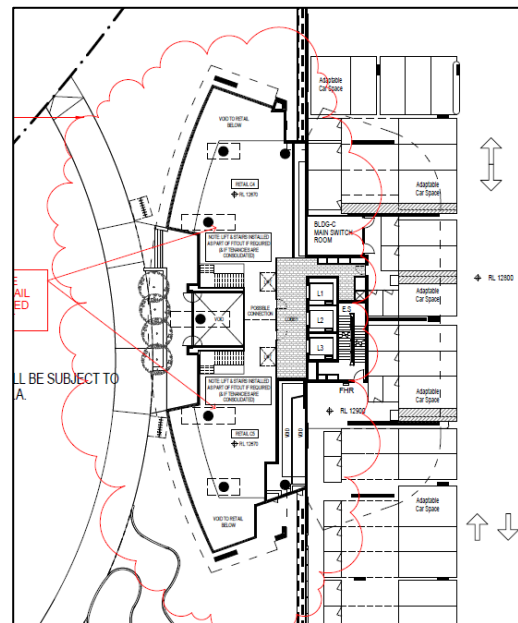 Adaptable
Car Space
VOID TO RETAIL
BELOW
RETAIL C4
RL 12870
Adaptable
Car Space
BLDG-C
MAIN SWITCH
ROOM
NOTE: LIFT & STAIRS INSTALLED
AS PART OF FITOUT IF REQUIRED
(& IF TENANCIES ARE
CONSOLIDATED)
Adaptable
Car Space
RL 12800
E
AIL
ED
L1
E.S
VOID
POSSIBLE
CONNECTION
LOBBY
L2
L3
LL BE SUBJECT TO
LA.
NOTE: LIFT & STAIRS INSTALLED
AS PART OF FITOUT IF REQUIRED
(& IF TENANCIES ARE
CONSOLIDATED)
FHR
Adaptable
Car Space
RL 12900
RETAIL C5
RL 12870
VOID
VOID
VOID TO RETAIL
BELOW
Adaptable
Car Space